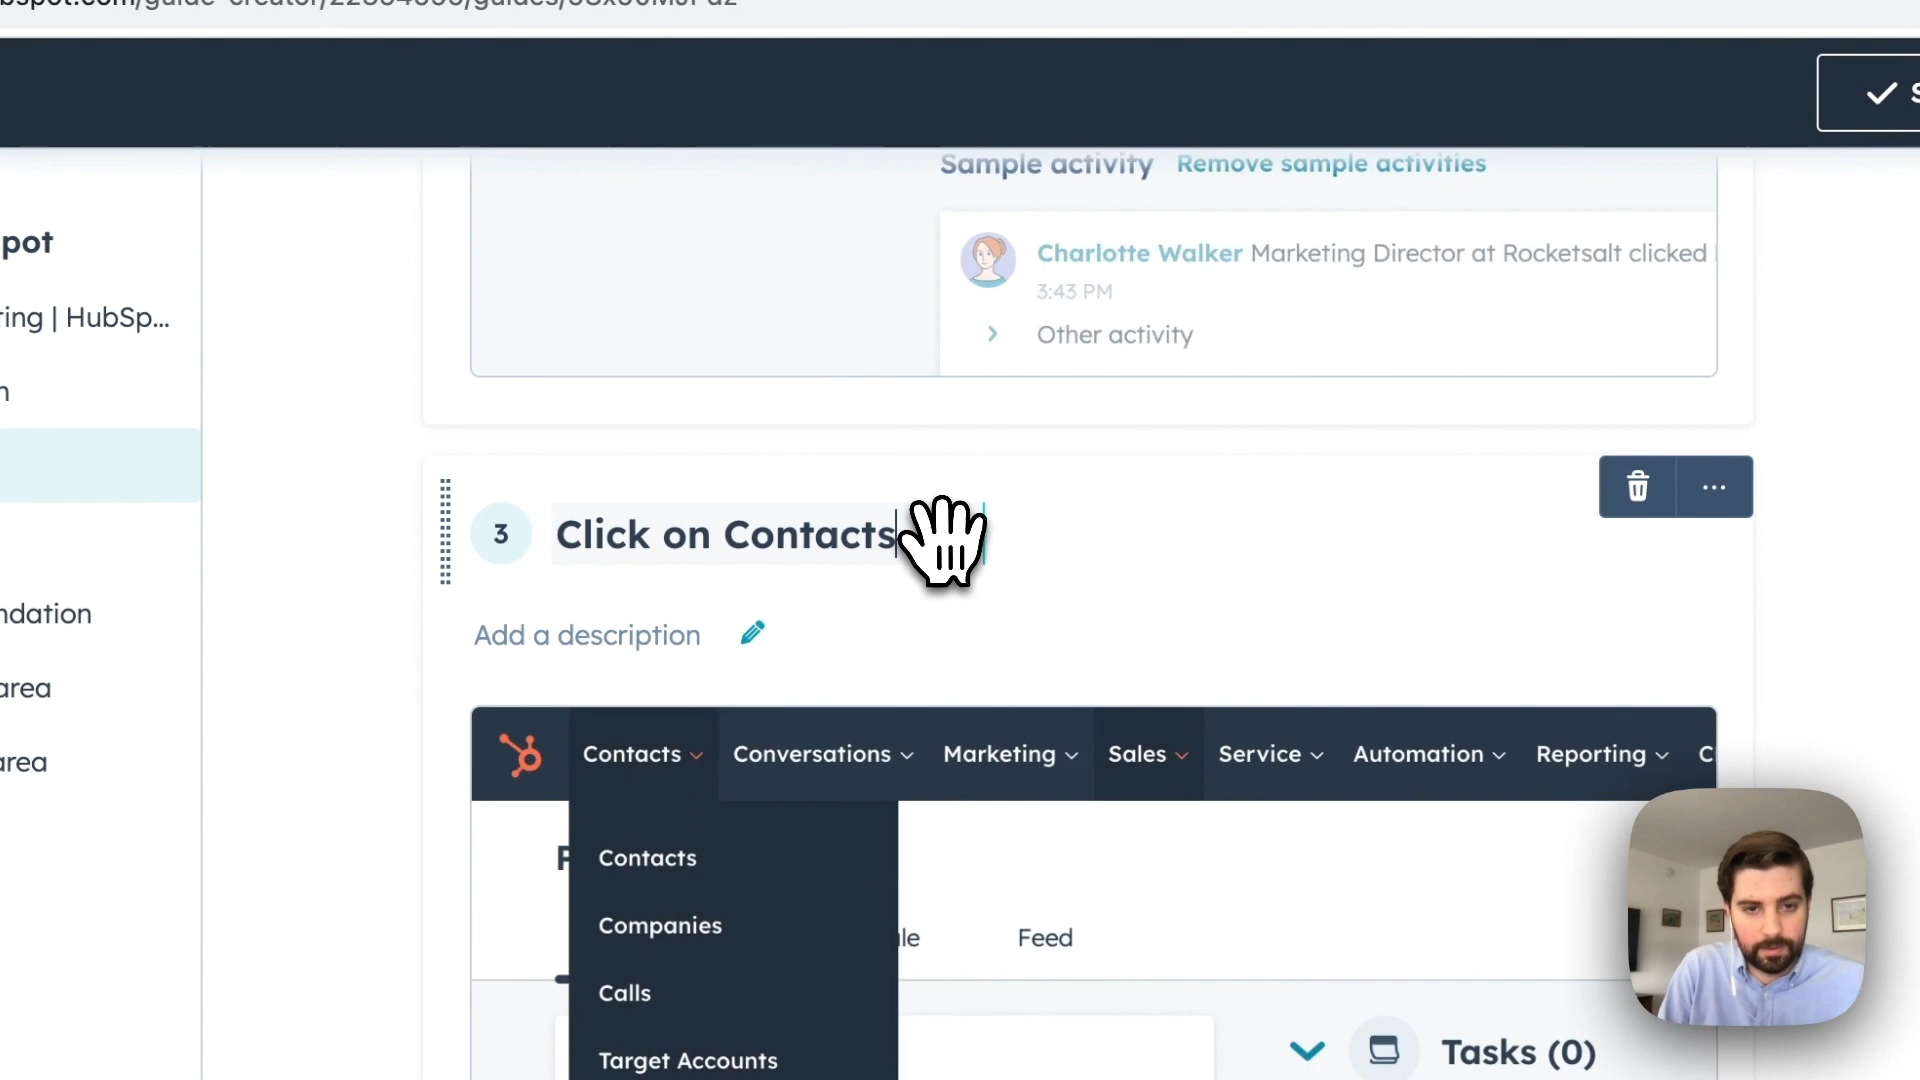 Sample activity Remove sample activities
Charlotte Walker Marketing Director at Rocketsalt clicked
3:43 PM
Other activity
pot
ting | HubSp...
3 Click on Contacts
Add a description
ndation
area
area
Contacts Conversations Marketing Sales Service Automation Reporting
Contacts
Companies
Feed
Calls
Target Accounts
Tasks (0)